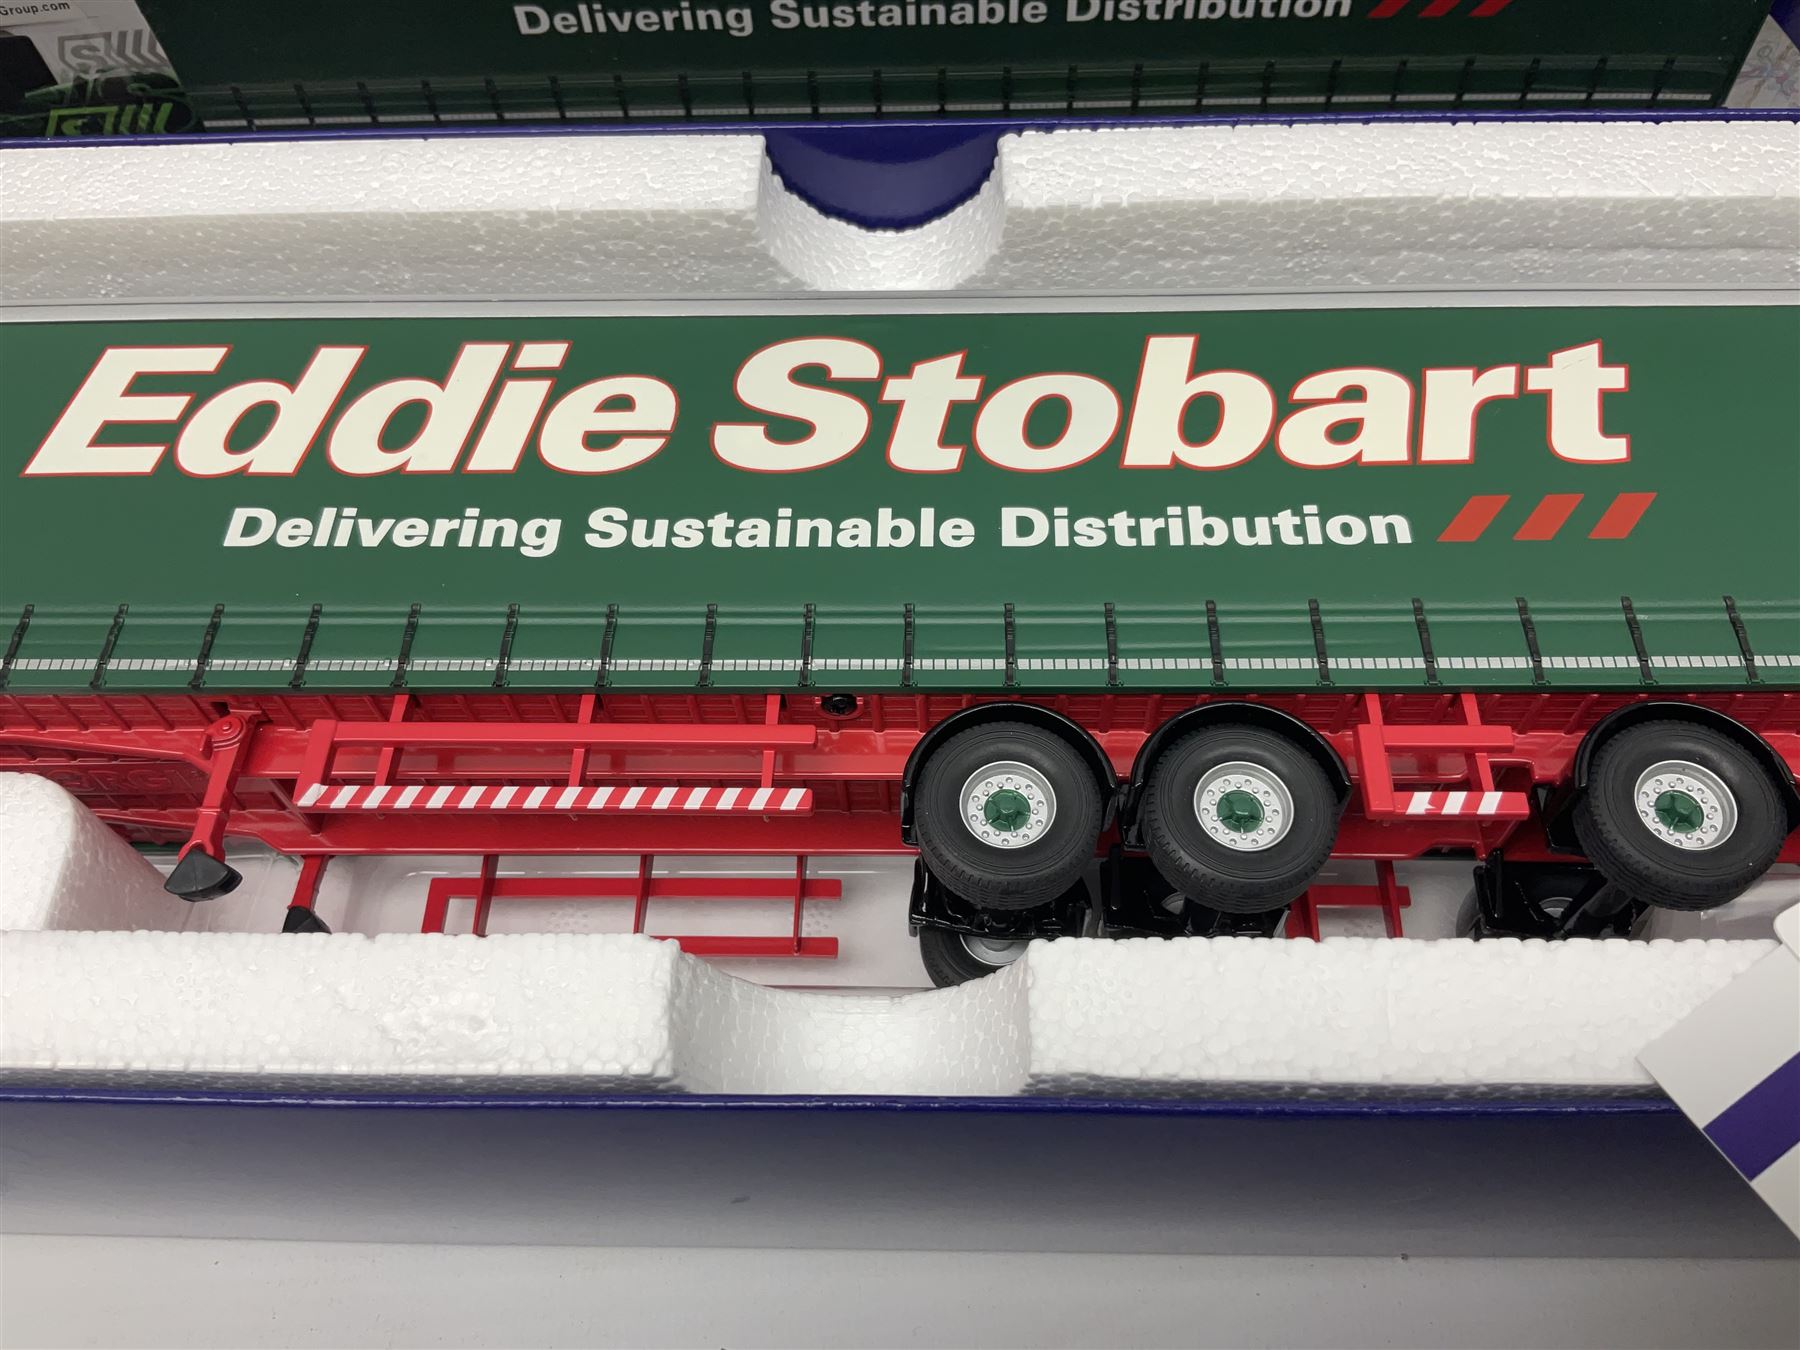 Group.com
Delivering Sustainable Distribution
Eddie Stobart
Delivering Sustainable Distribution